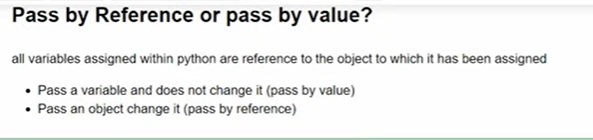 Pass by Reference or pass by value?
all variables assigned within python are reference to the object to which it has been assigned
• Pass a variable and does not change it (pass by value)
• Pass an object change it (pass by reference)